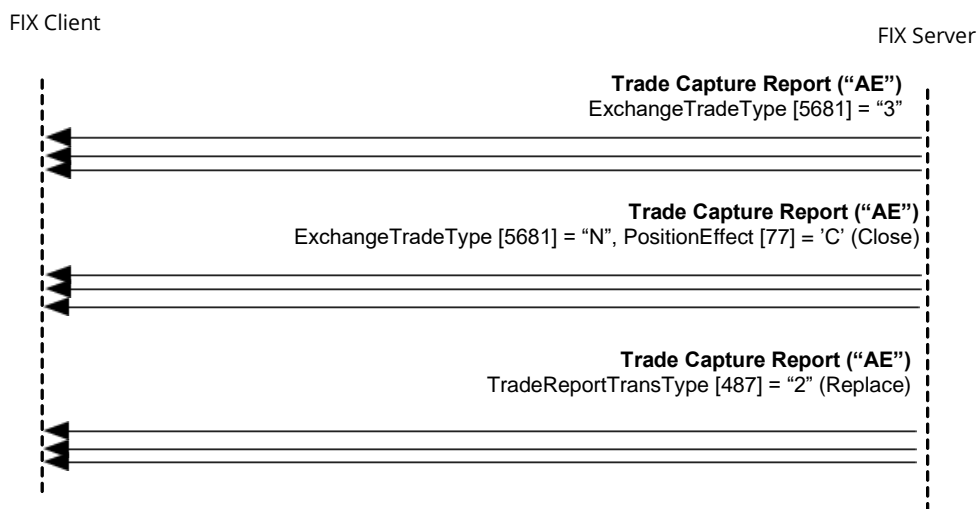 FIX Client
FIX Server
Trade Capture Report (“AE”)
ExchangeTradeType [5681] = “3”
Trade Capture Report (“AE”)
ExchangeTradeType [5681] = “N”, PositionEffect [77] = ’C’ (Close)
Trade Capture Report (“AE”)
TradeReportTransType [487] = “2” (Replace)